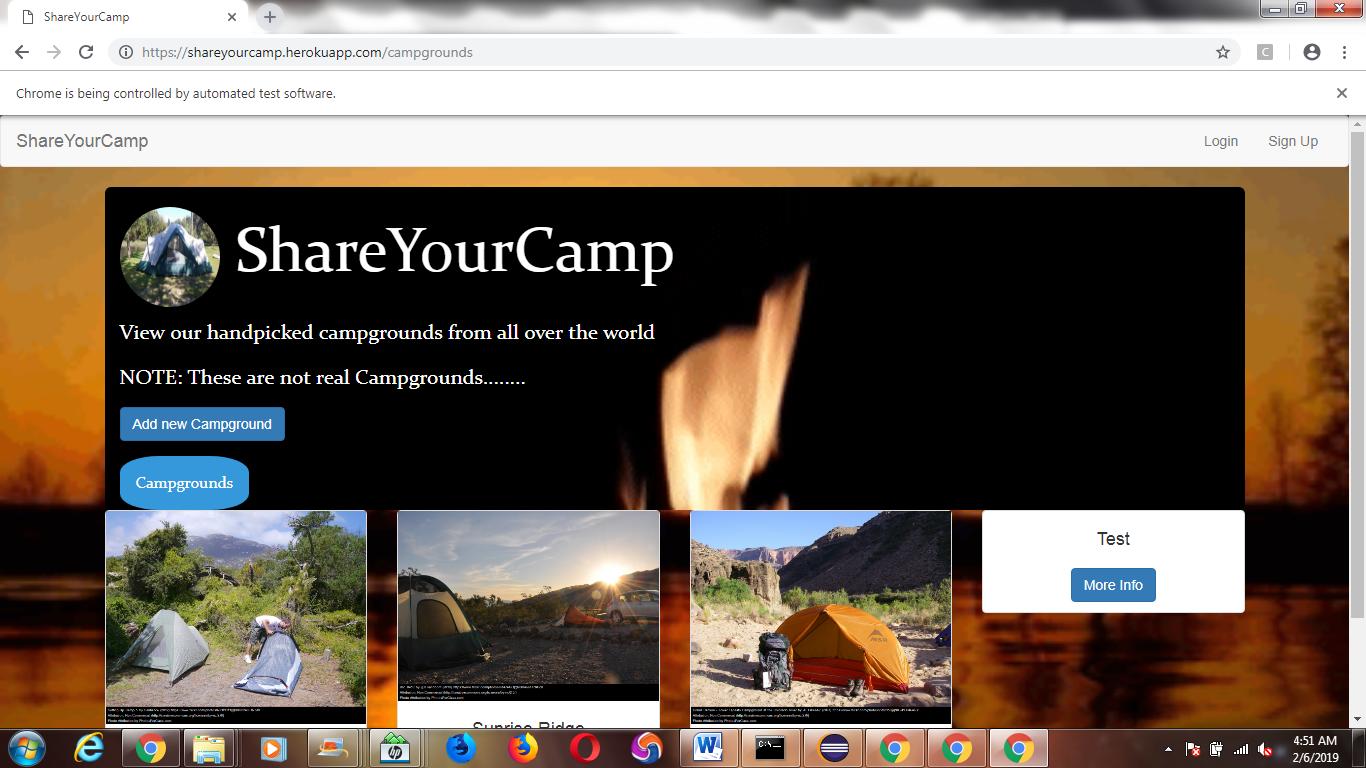 ShareYourCamp
https://shareyourcamp.herokuapp.com/campgrounds
C
Chrome is being controlled by automated test software.
ShareYourCamp
Login
Sign Up
ShareYourCamp
View our handpicked campgrounds from all over the world
NOTE: These are not real Campgrounds........
Add new Campground
Campgrounds
Test
More Info
Sunrise Ridge
4:51 AM
2/6/2019